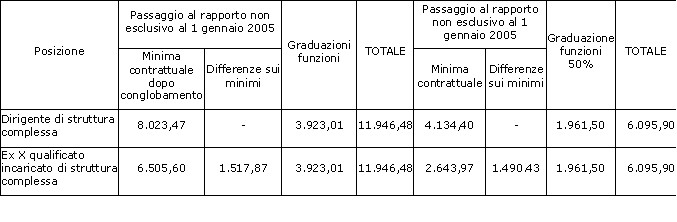 Posizione
Passaggio al rapporto non
esclusivo al 1 gennaio 2005
Graduazioni
funzioni
TOTALE
Passaggio al rapporto
non esclusivo al 1
gennaio 2005
Graduazione
funzioni
50%
TOTALE
Minima
contrattuale
dopo
conglobamento
Differenze sui
minimi
Minima
contrattuale
Differenze
sui minimi
Dirigente di struttura
complessa
8.023,47
-
3.923,01
11.946,48
4.134,40
-
1.961,50
6.095,90
Ex X qualificato
incaricato di struttura
complessa
6.505,60
1.517,87
3.923,01
11.946,48
2.643,97
1.490.43
1.961,50
6.095,90